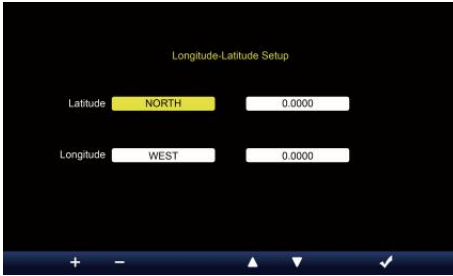 Longitude-Latitude Setup
Latitude NORTH 0.0000
Longitude WEST 0.0000
+ − ▲ ▼ ✓